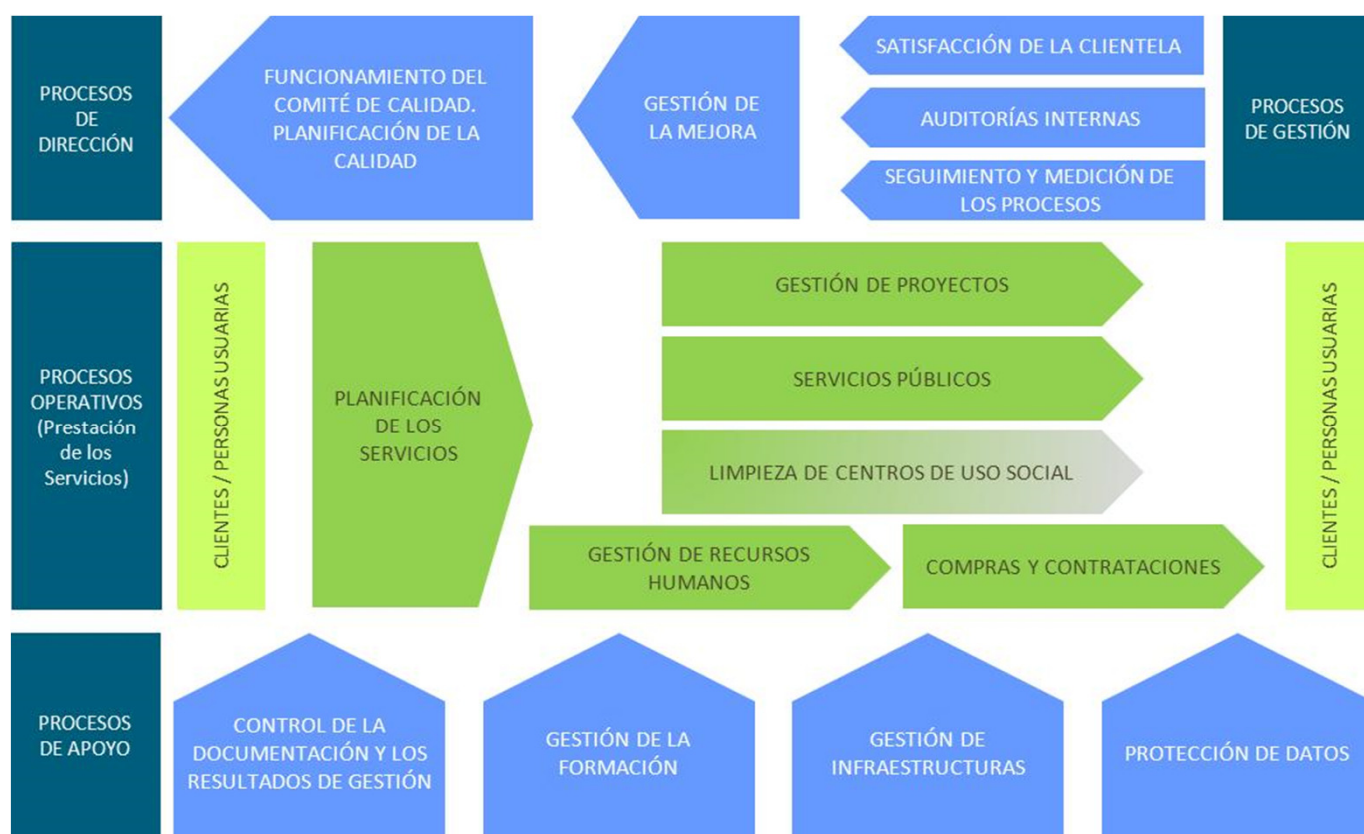 PROCESOS
DE
DIRECCIÓN
FUNCIONAMIENTO DEL
COMITÉ DE CALIDAD.
PLANIFICACIÓN DE LA
CALIDAD
GESTIÓN DE
LA MEJORA
SATISFACCIÓN DE LA CLIENTELA
AUDITORÍAS INTERNAS
SEGUIMIENTO Y MEDICIÓN DE
LOS PROCESOS
PROCESOS
DE GESTIÓN
PROCESOS
OPERATIVOS
(Prestación
de los
Servicios)
CLIENTES / PERSONAS USUARIAS
PLANIFICACIÓN
DE LOS
SERVICIOS
GESTIÓN DE PROYECTOS
SERVICIOS PÚBLICOS
LIMPIEZA DE CENTROS DE USO SOCIAL
GESTIÓN DE RECURSOS
HUMANOS
COMPRAS Y CONTRATACIONES
CLIENTES / PERSONAS USUARIAS
PROCESOS
DE APOYO
CONTROL DE LA
DOCUMENTACIÓN Y LOS
RESULTADOS DE GESTIÓN
GESTIÓN DE LA
FORMACIÓN
GESTIÓN DE
INFRAESTRUCTURAS
PROTECCIÓN DE DATOS